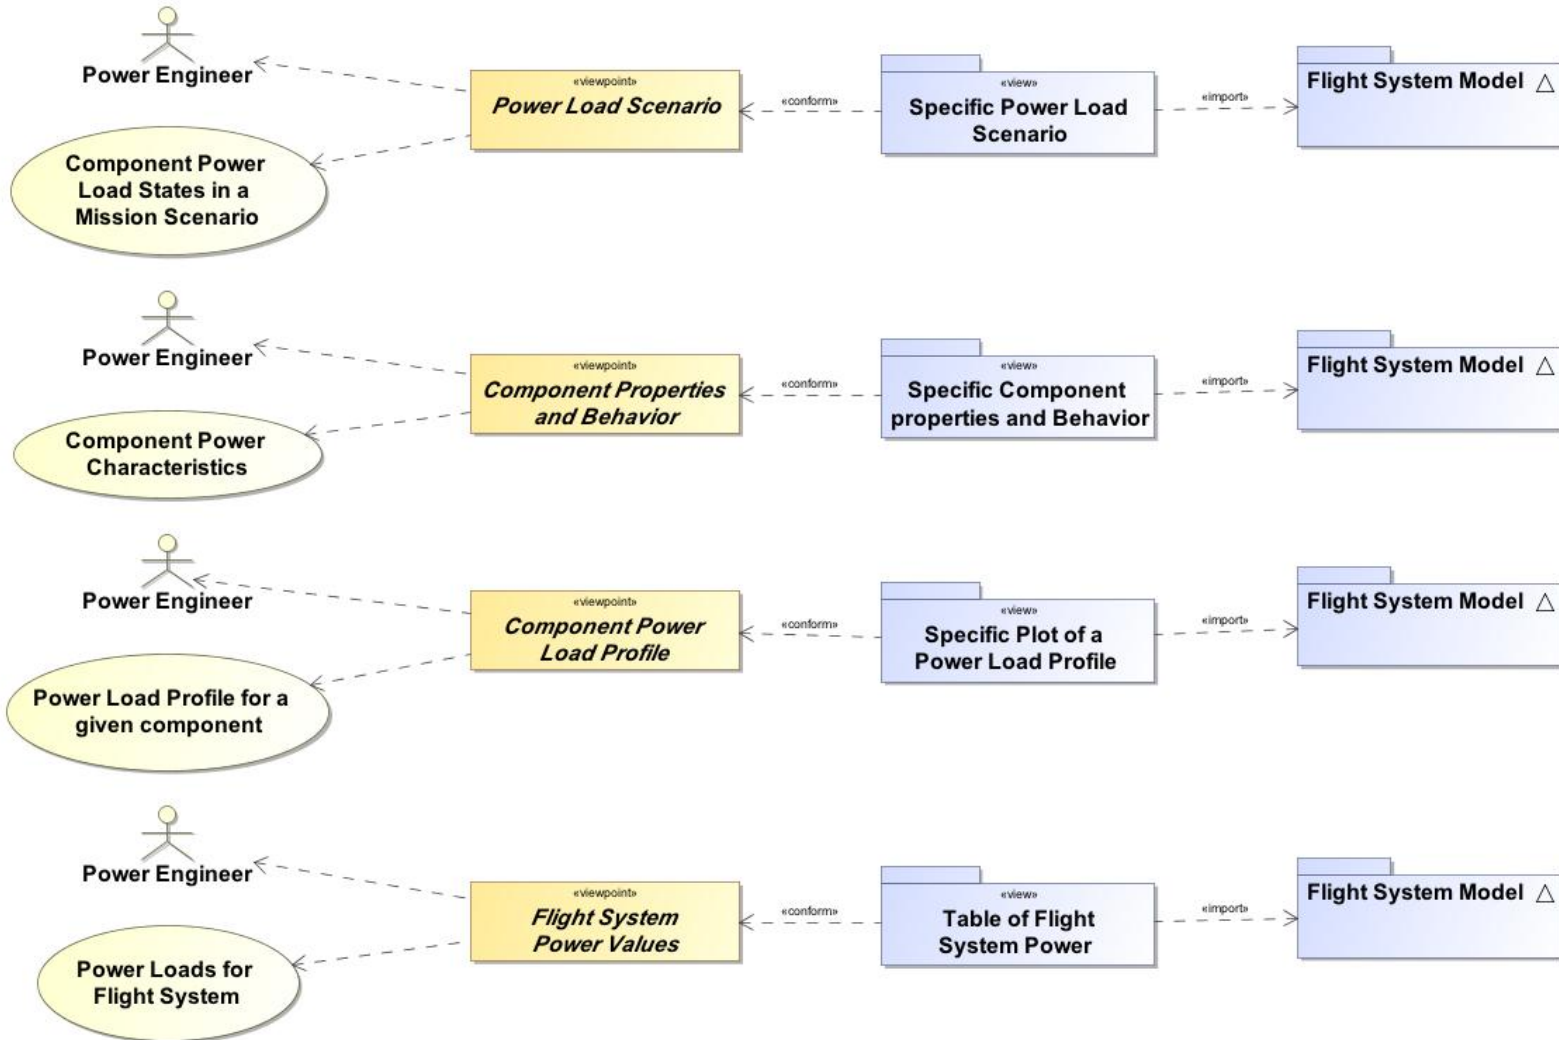 Power Engineer
«viewpoint»
Power Load Scenario
«conform»
«view»
Specific Power Load
Scenario
«import»
Flight System Model
Component Power
Load States in a
Mission Scenario
Power Engineer
«viewpoint»
Component Properties
and Behavior
«conform»
«view»
Specific Component
properties and Behavior
«import»
Flight System Model
Component Power
Characteristics
Power Engineer
«viewpoint»
Component Power
Load Profile
«conform»
«view»
Specific Plot of a
Power Load Profile
«import»
Flight System Model
Power Load Profile for a
given component
Power Engineer
«viewpoint»
Flight System
Power Values
«conform»
«view»
Table of Flight
System Power
«import»
Flight System Model
Power Loads for
Flight System